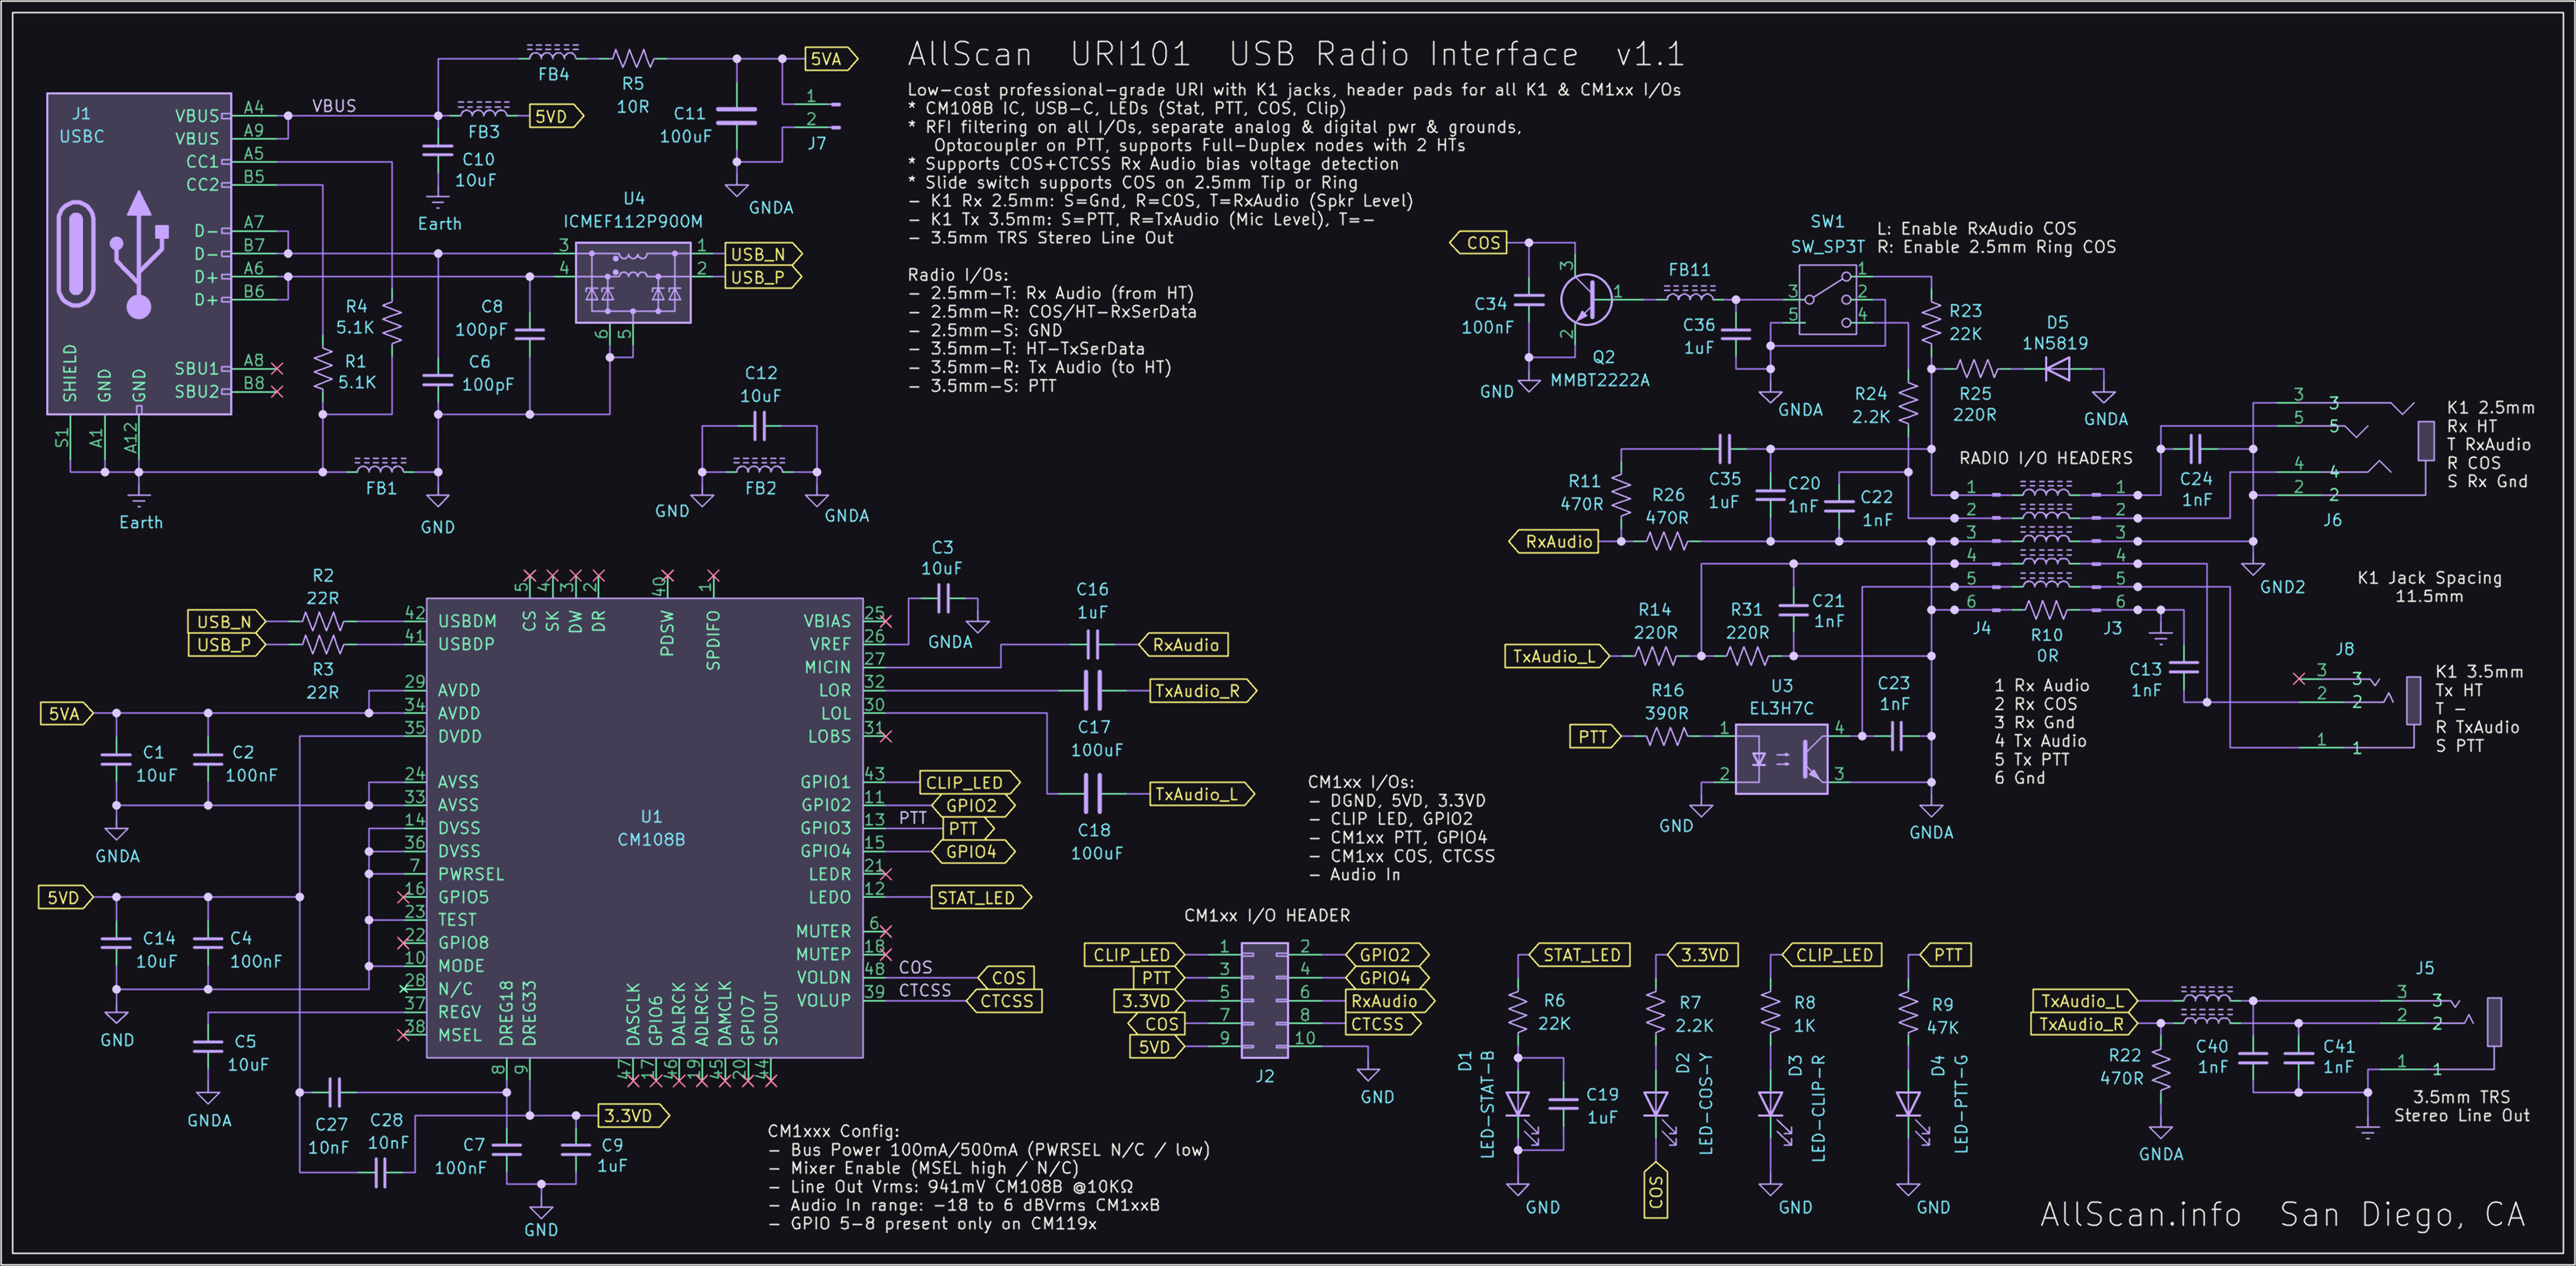 AllScan URI101 USB Radio Interface v1.1
Low-cost professional-grade URI with K1 jacks, header pads for all K1 & CM1xx I/Os
* CM108B IC, USB-C, LEDs (Stat, PTT, COS, Clip)
* RFI filtering on all I/Os, separate analog & digital pwr & grounds,
Optocoupler on PTT, supports Full-Duplex nodes with 2 HTs
* Supports COS+CTCSS Rx Audio bias voltage detection
* Slide switch supports COS on 2.5mm Tip or Ring
- K1 Rx 2.5mm: S=Gnd, R=COS, T=RxAudio (Spkr Level)
- K1 Tx 3.5mm: S=PTT, R=TxAudio (Mic Level), T=-
- 3.5mm TRS Stereo Line Out
Radio I/Os:
- 2.5mm-T: Rx Audio (from HT)
- 2.5mm-R: COS/HT-RxSerData
- 2.5mm-S: GND
- 3.5mm-T: HT-TxSerData
- 3.5mm-R: Tx Audio (to HT)
- 3.5mm-S: PTT
J1
USBC
VBUS A4
VBUS A9
CC1 A5
CC2 B5
D- A7
D- B7
D+ A6
D+ B6
SBU1 A8
SBU2 B8
SHIELD GND GND
S1 A1 A12
Earth
VBUS
FB4
R5
10R
5VA
FB3
5VD
C10
10uF
Earth
C11
100uF
1
2
J7
GNDA
U4
ICMEF112P900M
3 1
4 2
6 5
USB_N
USB_P
R4
5.1K
R1
5.1K
C8
100pF
C6
100pF
FB1
GND
C12
10uF
FB2
GND
GNDA
R2
22R
USB_N
USB_P
R3
22R
5VA
C1
10uF
C2
100nF
GNDA
5VD
C14
10uF
C4
100nF
GND
C5
10uF
GNDA
C27
10nF
C28
10nF
C7
100nF
C9
1uF
3.3VD
GND
U1
CM108B
42 USBDM
41 USBDP
29 AVDD
34 AVDD
35 DVDD
24 AVSS
33 AVSS
14 DVSS
36 DVSS
7 PWRSEL
16 GPIO5
23 TEST
22 GPIO8
10 MODE
28 N/C
37 REGV
38 MSEL
5 4 3 2 40 1
CS SK DW DR PDSW SPDIFO
VBIAS 25
VREF 26
MICIN 27
LOR 32
LOL 30
LOBS 31
GPIO1 43
GPIO2 11
GPIO3 13
GPIO4 15
LEDR 21
LEDO 12
MUTER 6
MUTEP 18
VOLDN 48
VOLUP 39
DREG18 DREG33 DASCLK GPIO6 DALRCK ADLRCK DAMCLK GPIO7 SDOUT
8 9 47 17 46 19 45 20 44
C3
10uF
GNDA
C16
1uF
RxAudio
TxAudio_R
C17
100uF
TxAudio_L
C18
100uF
CLIP_LED
GPIO2
PTT
PTT
GPIO4
STAT_LED
COS
COS
CTCSS
CTCSS
CM1xxx Config:
- Bus Power 100mA/500mA (PWRSEL N/C / low)
- Mixer Enable (MSEL high / N/C)
- Line Out Vrms: 941mV CM108B @10KΩ
- Audio In range: -18 to 6 dBVrms CM1xxB
- GPIO 5-8 present only on CM119x
CM1xx I/Os:
- DGND, 5VD, 3.3VD
- CLIP LED, GPIO2
- CM1xx PTT, GPIO4
- CM1xx COS, CTCSS
- Audio In
CM1xx I/O HEADER
CLIP_LED 1 2 GPIO2
PTT 3 4 GPIO4
3.3VD 5 6 RxAudio
COS 7 8 CTCSS
5VD 9 10
J2
GND
COS
C34
100nF
GND
3
1
2
Q2
MMBT2222A
FB11
C36
1uF
SW1
SW_SP3T
1
3 2
5 4
L: Enable RxAudio COS
R: Enable 2.5mm Ring COS
GNDA
R23
22K
D5
1N5819
R25
220R
GNDA
R24
2.2K
R11
470R
R26
470R
C35
1uF
C20
1nF
C22
1nF
RxAudio
RADIO I/O HEADERS
1 1
2 2
3 3
4 4
5 5
6 6
J4 J3
R10
0R
C24
1nF
3 3
5 5
4 4
2 2
J6
GND2
K1 2.5mm
Rx HT
T RxAudio
R COS
S Rx Gnd
K1 Jack Spacing
11.5mm
R14
220R
R31
220R
C21
1nF
TxAudio_L
C13
1nF
J8
3 3
2 2
1 1
K1 3.5mm
Tx HT
T -
R TxAudio
S PTT
R16
390R
PTT
U3
EL3H7C
1 4
2 3
C23
1nF
GND
GNDA
1 Rx Audio
2 Rx COS
3 Rx Gnd
4 Tx Audio
5 Tx PTT
6 Gnd
STAT_LED
R6
22K
D1
LED-STAT-B
C19
1uF
GND
3.3VD
R7
2.2K
D2
LED-COS-Y
COS
CLIP_LED
R8
1K
D3
LED-CLIP-R
GND
PTT
R9
47K
D4
LED-PTT-G
GND
TxAudio_L
TxAudio_R
R22
470R
GNDA
C40
1nF
C41
1nF
J5
3 3
2 2
1 1
3.5mm TRS
Stereo Line Out
AllScan.info San Diego, CA